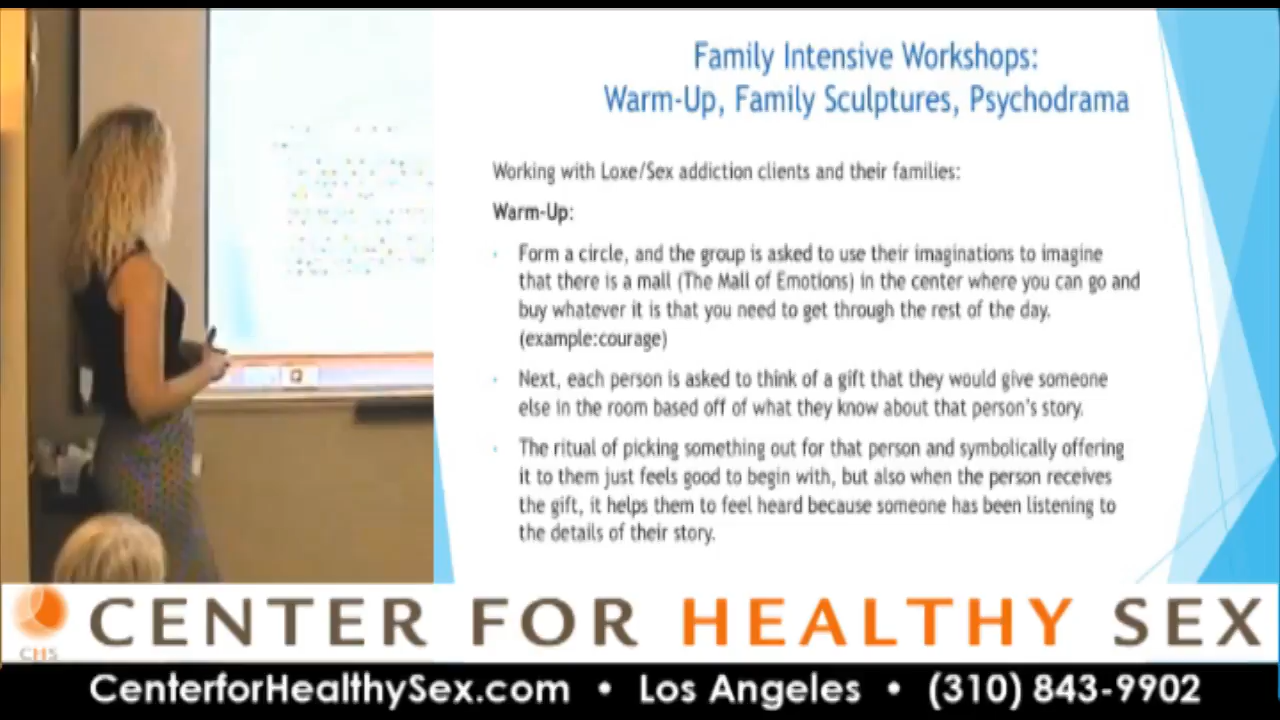 Family Intensive Workshops:
Warm-Up, Family Sculptures, Psychodrama
Working with Loxe/Sex addiction clients and their families:
Warm-Up:
Form a circle, and the group is asked to use their imaginations to imagine
that there is a mall (The Mall of Emotions) in the center where you can go and
buy whatever it is that you need to get through the rest of the day.
(example:courage)
Next, each person is asked to think of a gift that they would give someone
else in the room based off of what they know about that person's story.
The ritual of picking something out for that person and symbolically offering
it to them just feels good to begin with, but also when the person receives
the gift, it helps them to feel heard because someone has been listening to
the details of their story.
CENTER FOR HEALTHY SEX
CHS
CenterforHealthySex.com • Los Angeles • (310) 843-9902